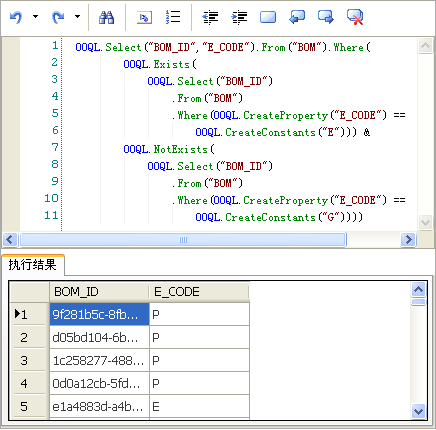 1 OOQL.Select("BOM_ID","E_CODE").From("BOM").Where(
2 OOQL.Exists(
3 OOQL.Select("BOM_ID")
4 .From("BOM")
5 .Where(OOQL.CreateProperty("E_CODE") ==
6 OOQL.CreateConstants("E"))) &
7 OOQL.NotExists(
8 OOQL.Select("BOM_ID")
9 .From("BOM")
10 .Where(OOQL.CreateProperty("E_CODE") ==
11 OOQL.CreateConstants("G"))))
执行结果
BOM_ID E_CODE
1 9f281b5c-8fb... P
2 d05bd104-6b... P
3 1c258277-488... P
4 0d0a12cb-5fd... P
5 e1a4883d-a4b... E